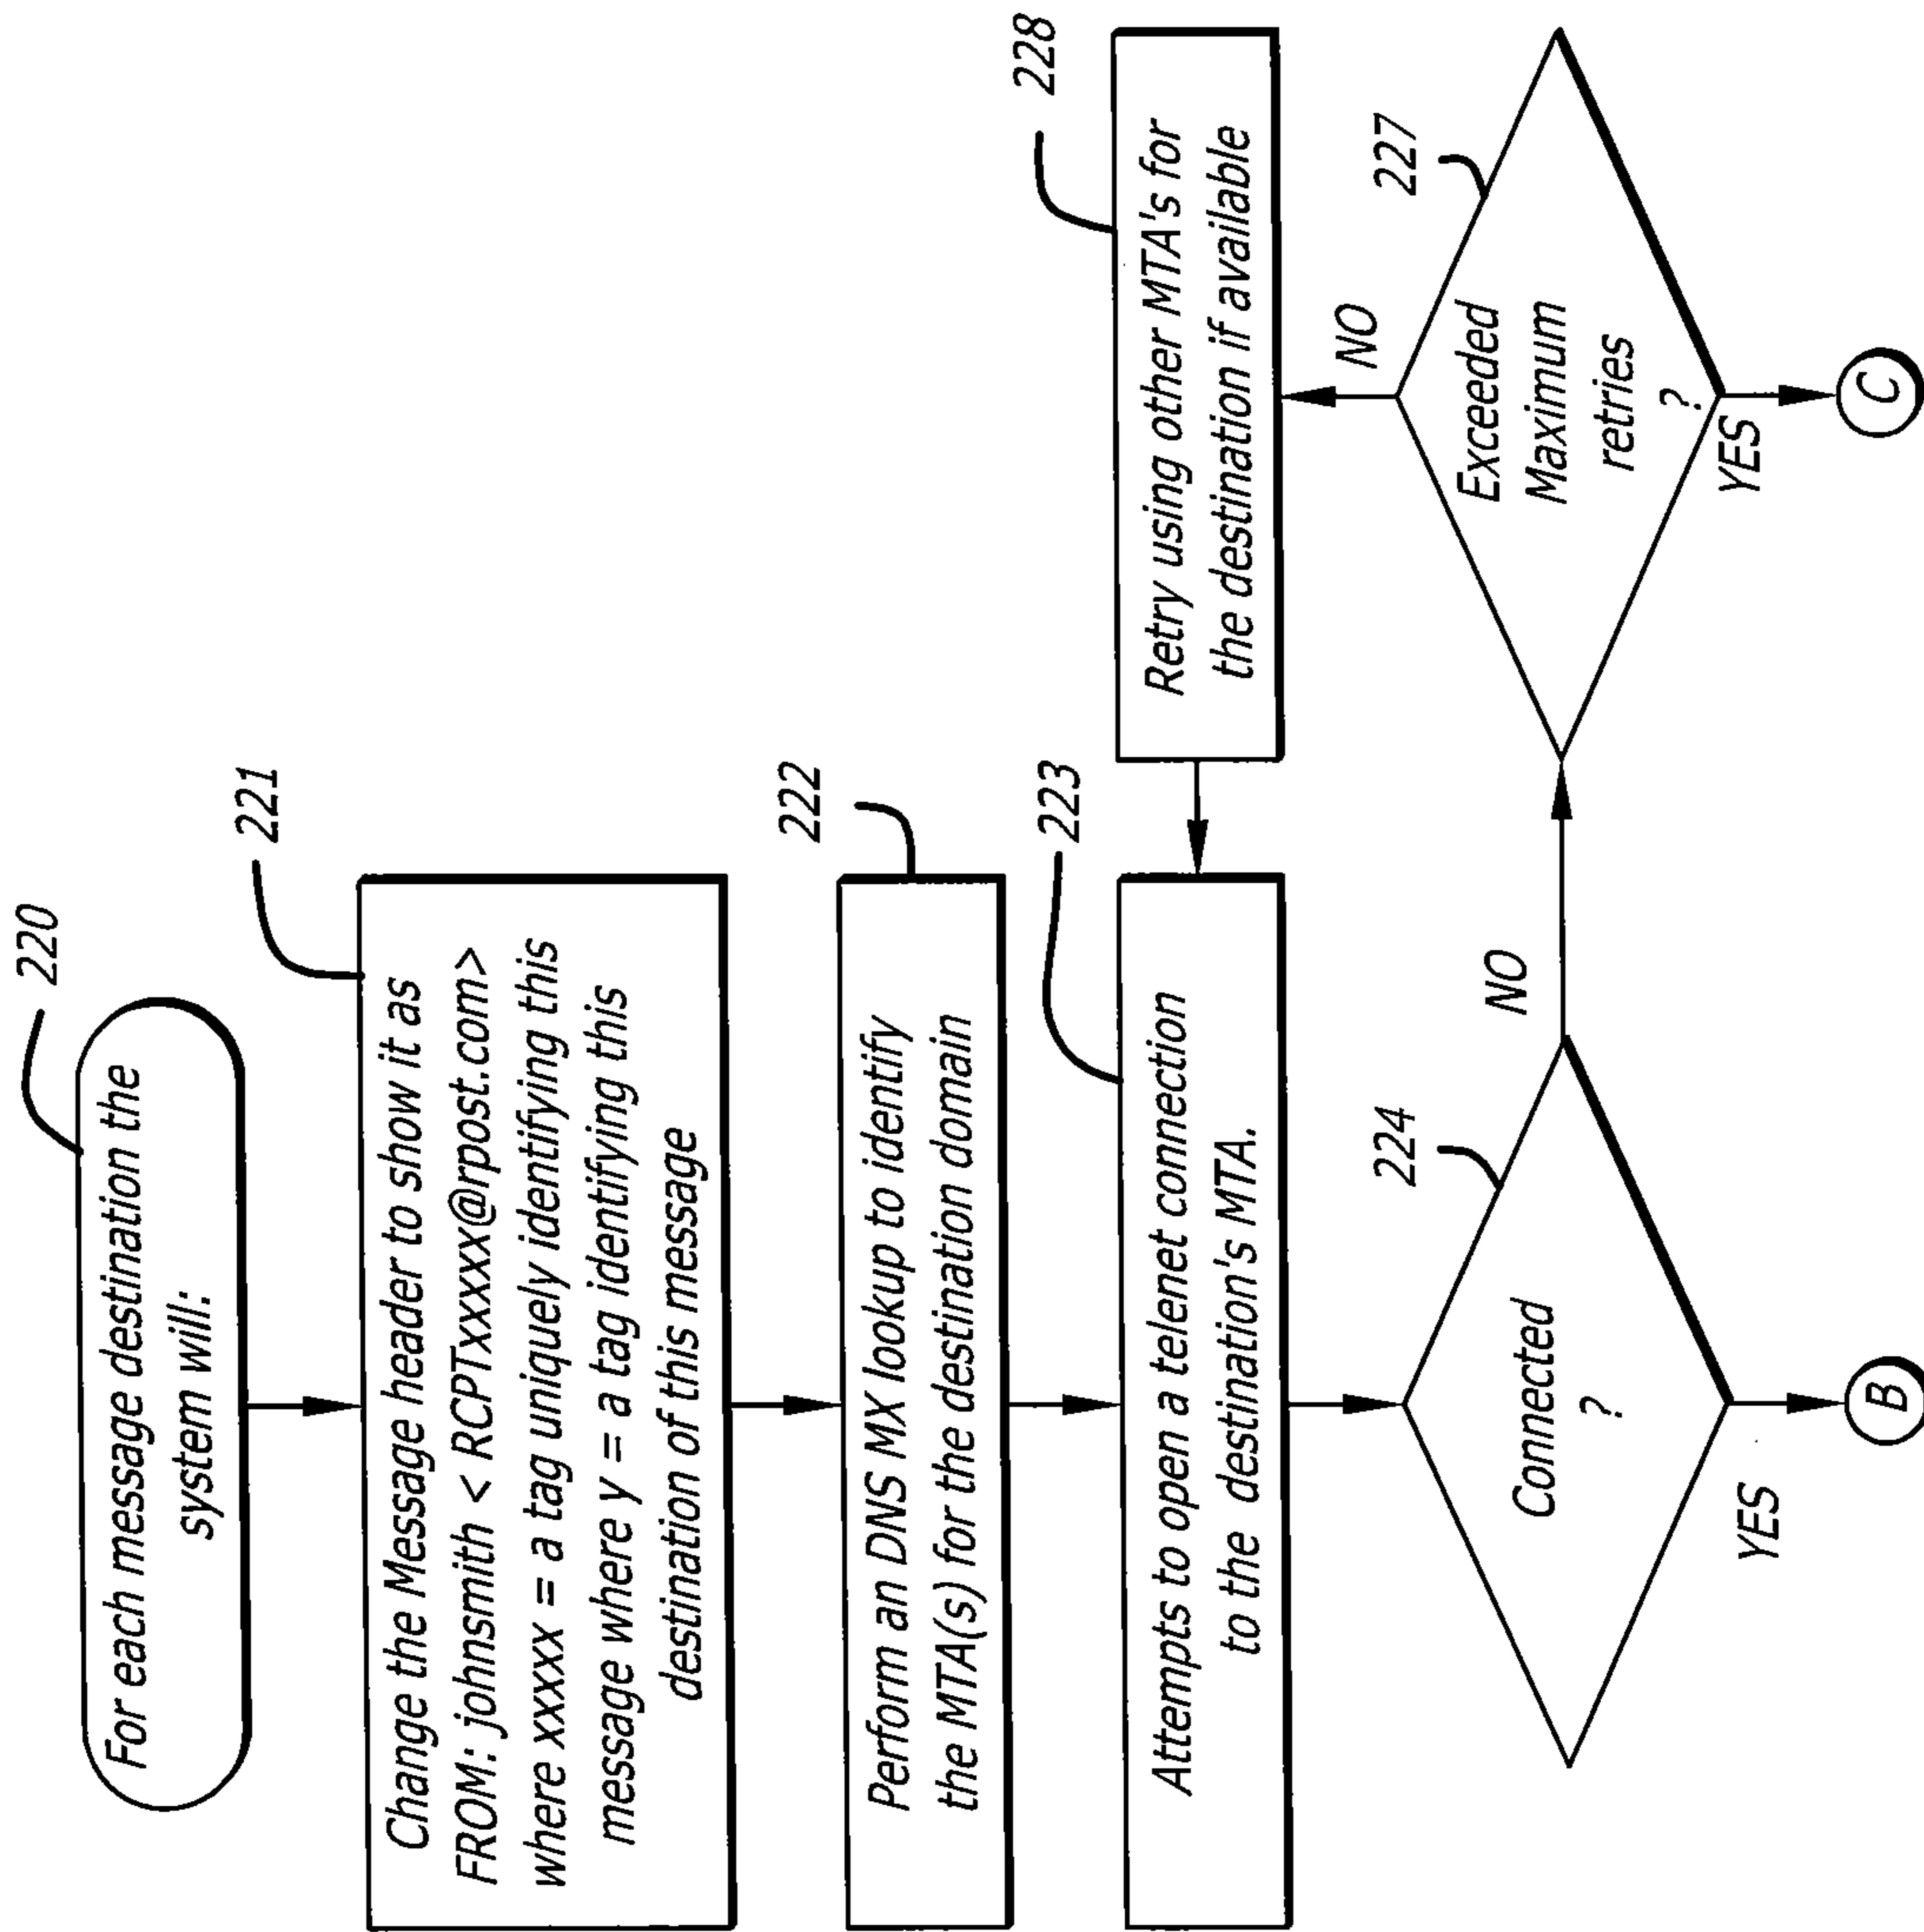 220
For each message destination the
system will:
221
Change the Message header to show it as
FROM: johnsmith < RCPTxxxxx@rpost.com>
where xxxxx = a tag uniquely identifying this
message where y = a tag identifying this
destination of this message
222
Perform an DNS MX lookup to identify
the MTA(s) for the destination domain
223
Attempts to open a telenet connection
to the destination's MTA.
228
Retry using other MTA's for
the destination if available
224
Connected
?
NO
YES
B
227
Exceeded
Maximum
retries
?
NO
YES
C